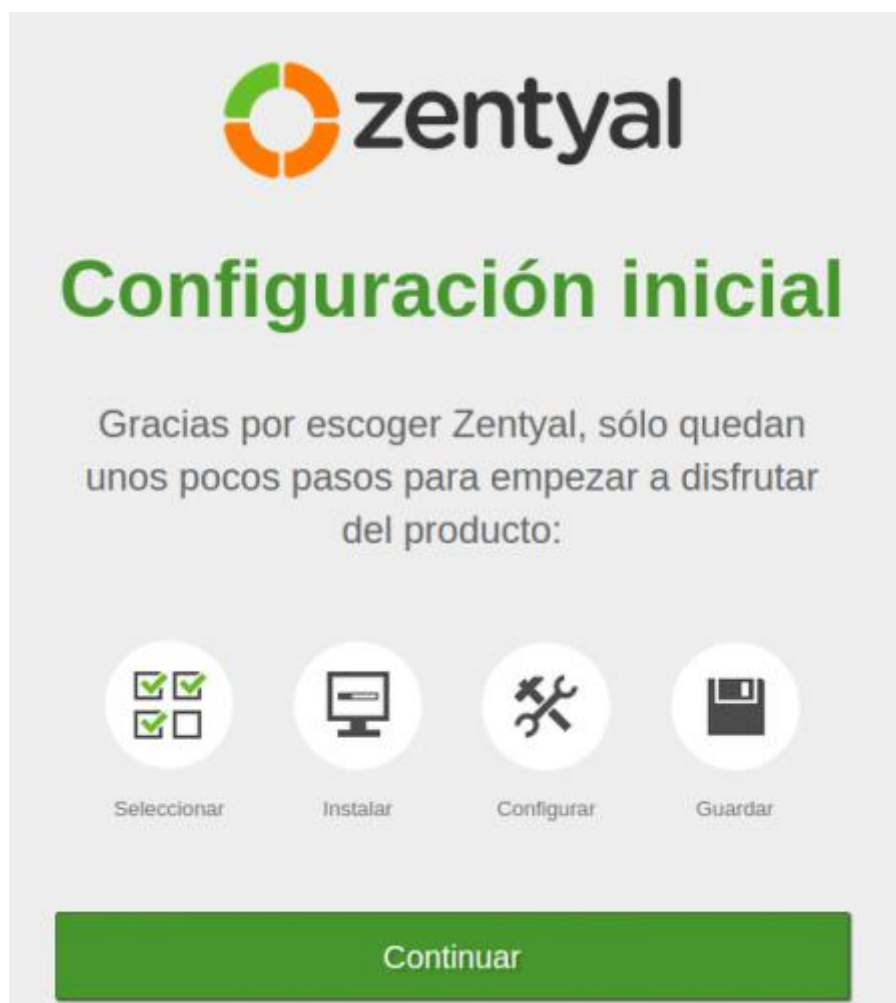 zentyal
Configuración inicial
Gracias por escoger Zentyal, sólo quedan
unos pocos pasos para empezar a disfrutar
del producto:
Seleccionar Instalar Configurar Guardar
Continuar